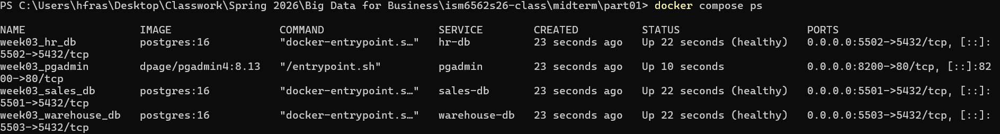 PS C:\Users\hfras\Desktop\Classwork\Spring 2026\Big Data for Business\ism6562s26-class\midterm\part01> docker compose ps
NAME IMAGE COMMAND SERVICE CREATED STATUS PORTS
week03_hr_db postgres:16 "docker-entrypoint.s…" hr-db 23 seconds ago Up 22 seconds (healthy) 0.0.0.0:5502->5432/tcp, [::]:
5502->5432/tcp
week03_pgadmin dpage/pgadmin4:8.13 "/entrypoint.sh" pgadmin 23 seconds ago Up 10 seconds 0.0.0.0:8200->80/tcp, [::]:82
00->80/tcp
week03_sales_db postgres:16 "docker-entrypoint.s…" sales-db 23 seconds ago Up 22 seconds (healthy) 0.0.0.0:5501->5432/tcp, [::]:
5501->5432/tcp
week03_warehouse_db postgres:16 "docker-entrypoint.s…" warehouse-db 23 seconds ago Up 22 seconds (healthy) 0.0.0.0:5503->5432/tcp, [::]:
5503->5432/tcp